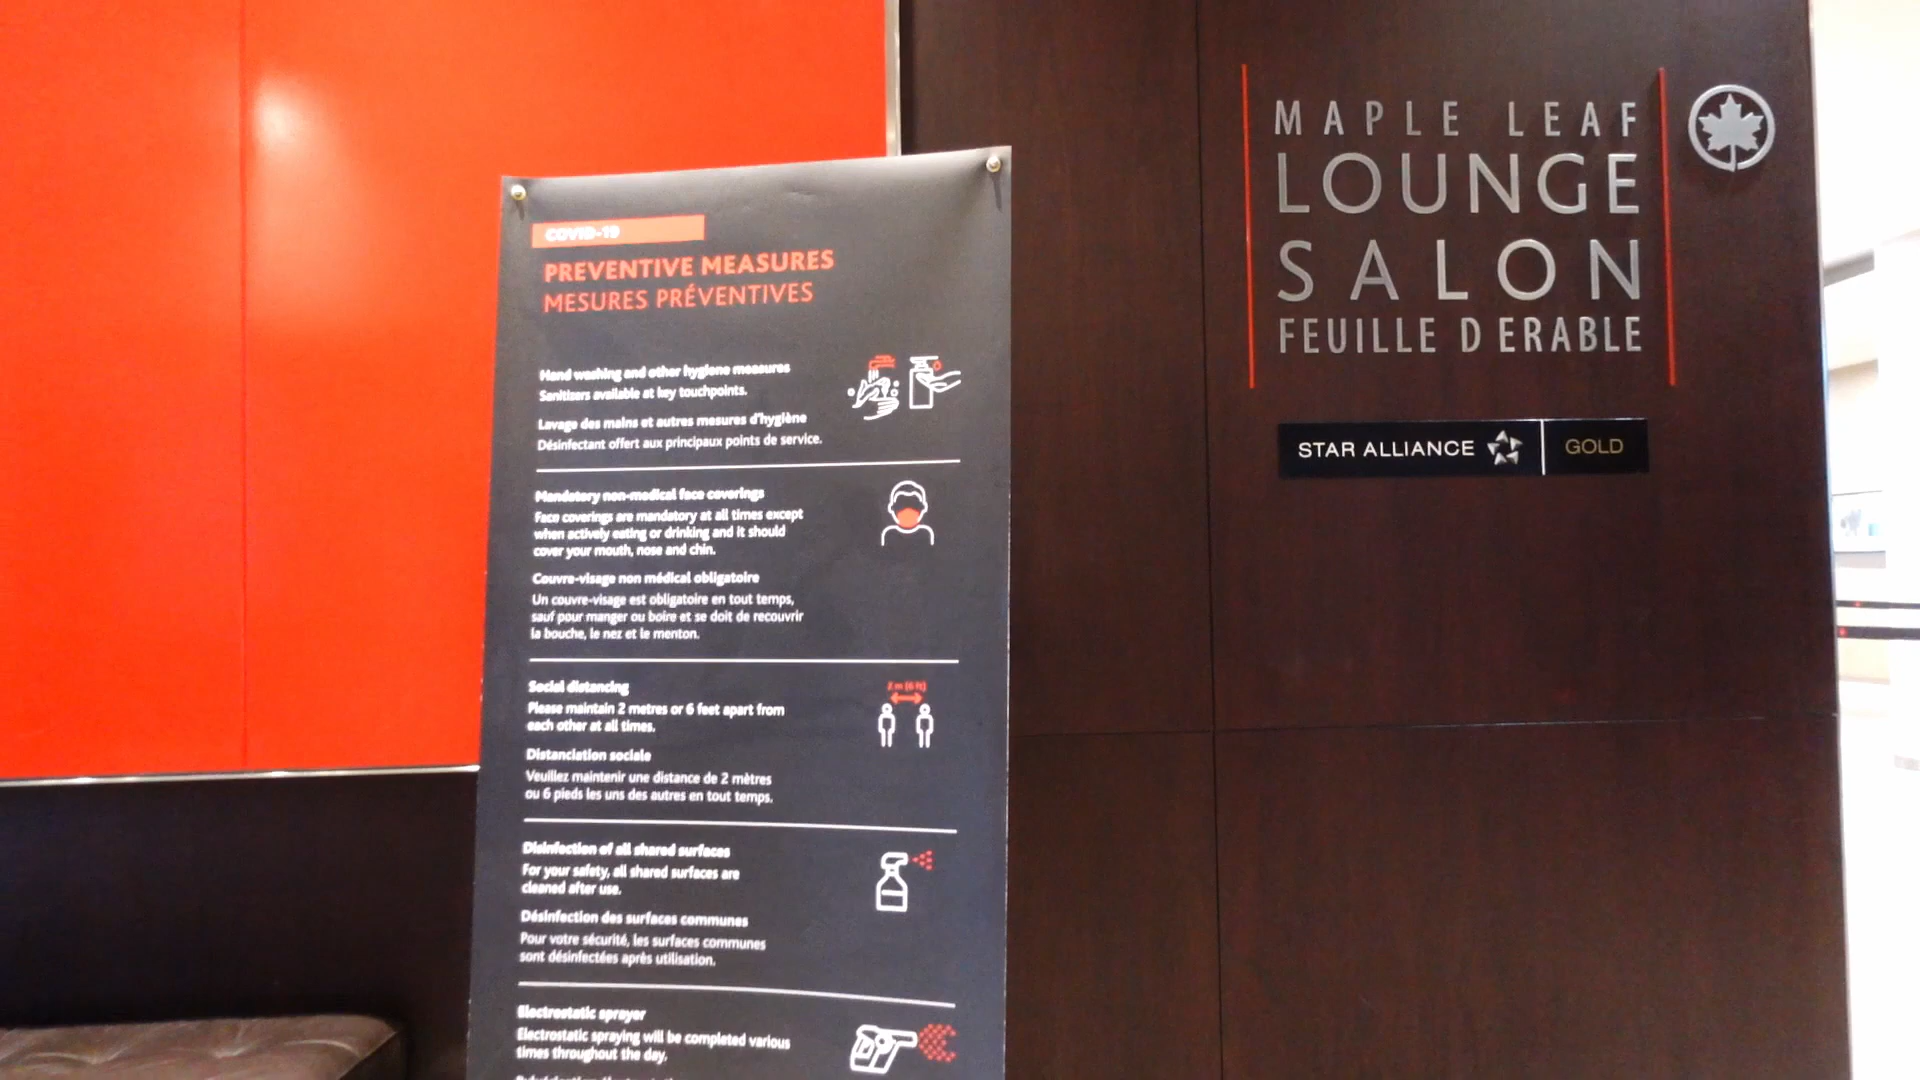 COVID-19
PREVENTIVE MEASURES
MESURES PRÉVENTIVES
Hand washing and other hygiene measures
Sanitizers available at key touchpoints.
Lavage des mains et autres mesures d'hygiène
Désinfectant offert aux principaux points de service.
Mandatory non-medical face coverings
Face coverings are mandatory at all times except
when actively eating or drinking and it should
cover your mouth, nose and chin.
Couvre-visage non médical obligatoire
Un couvre-visage est obligatoire en tout temps,
sauf pour manger ou boire et se doit de recouvrir
la bouche, le nez et le menton.
Social distancing
Please maintain 2 metres or 6 feet apart from
each other at all times.
2 m (6 ft)
Distanciation sociale
Veuillez maintenir une distance de 2 mètres
ou 6 pieds les uns des autres en tout temps.
Disinfection of all shared surfaces
For your safety, all shared surfaces are
cleaned after use.
Désinfection des surfaces communes
Pour votre sécurité, les surfaces communes
sont désinfectées après utilisation.
Electrostatic sprayer
Electrostatic spraying will be completed various
times throughout the day.
MAPLE LEAF
LOUNGE
SALON
FEUILLE D ERABLE
STAR ALLIANCE GOLD